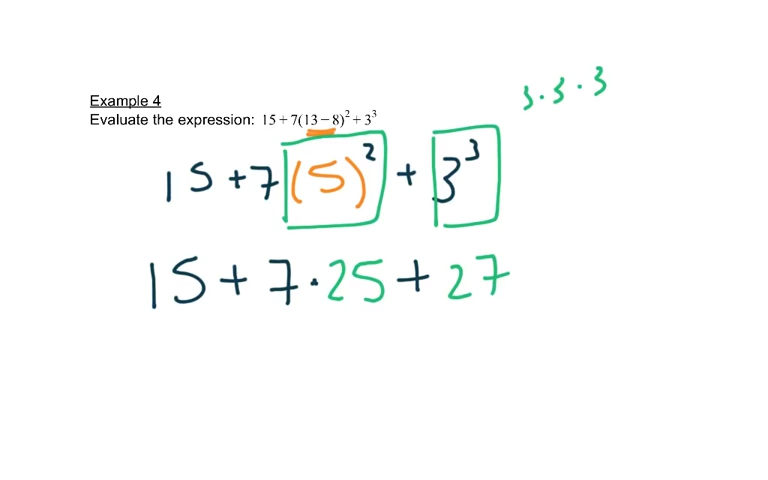 Example 4
Evaluate the expression: 15 + 7(13 − 8)² + 3³
3 · 3 · 3
15 + 7(5)² + 3³
15 + 7 · 25 + 27